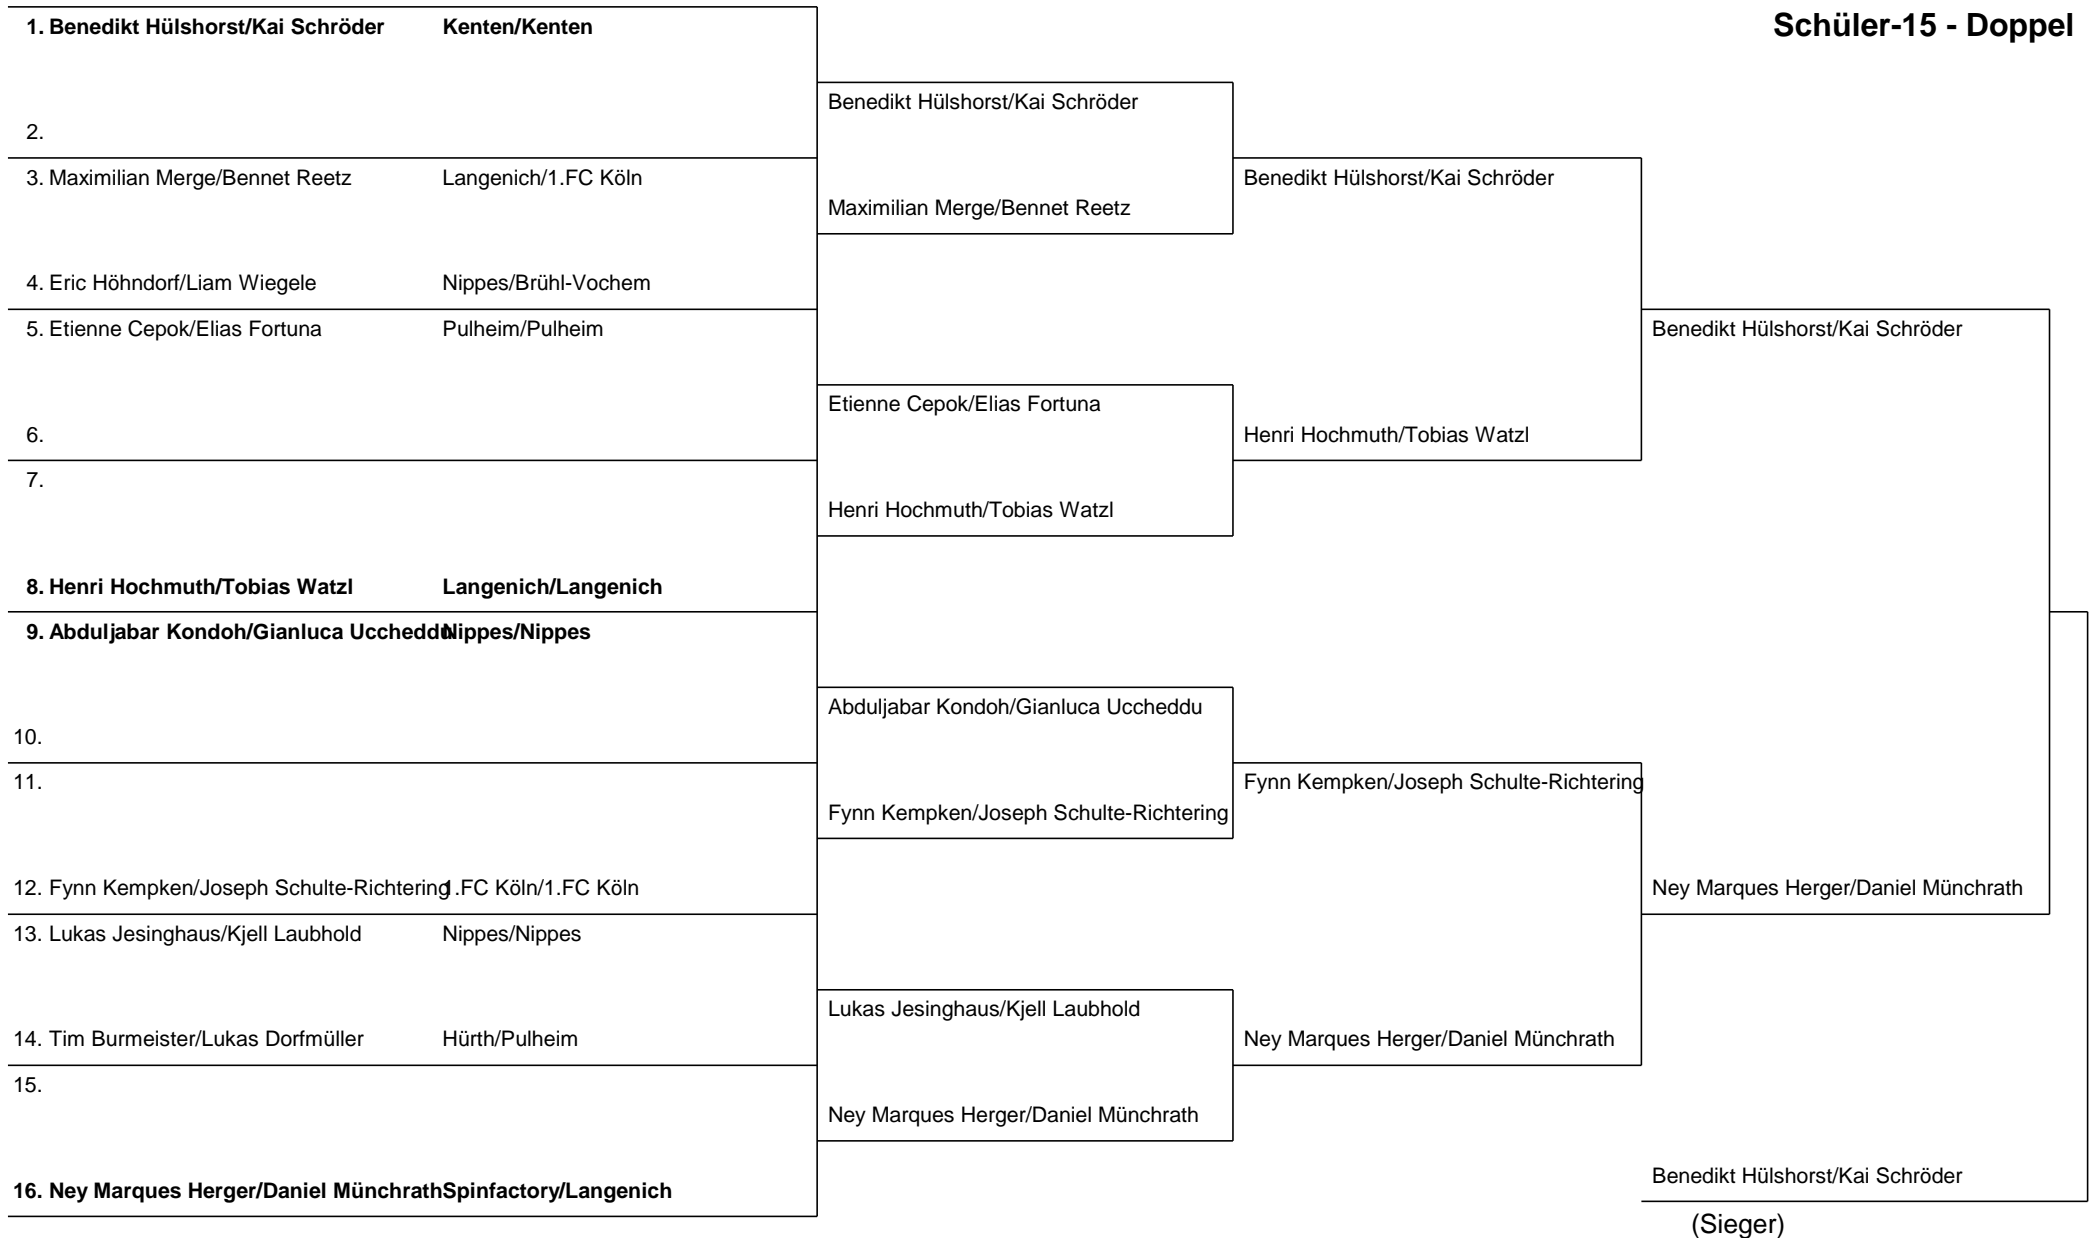 Schüler-15 - Doppel
1. Benedikt Hülshorst/Kai Schröder Kenten/Kenten
Benedikt Hülshorst/Kai Schröder
2.
3. Maximilian Merge/Bennet Reetz Langenich/1.FC Köln Benedikt Hülshorst/Kai Schröder
Maximilian Merge/Bennet Reetz
4. Eric Höhndorf/Liam Wiegele Nippes/Brühl-Vochem
5. Etienne Cepok/Elias Fortuna Pulheim/Pulheim Benedikt Hülshorst/Kai Schröder
Etienne Cepok/Elias Fortuna
6. Henri Hochmuth/Tobias Watzl
7.
Henri Hochmuth/Tobias Watzl
8. Henri Hochmuth/Tobias Watzl Langenich/Langenich
9. Abduljabar Kondoh/Gianluca Uccheddu Nippes/Nippes
Abduljabar Kondoh/Gianluca Uccheddu
10.
11. Fynn Kempken/Joseph Schulte-Richtering
Fynn Kempken/Joseph Schulte-Richtering
12. Fynn Kempken/Joseph Schulte-Richtering 1.FC Köln/1.FC Köln Ney Marques Herger/Daniel Münchrath
13. Lukas Jesinghaus/Kjell Laubhold Nippes/Nippes
Lukas Jesinghaus/Kjell Laubhold
14. Tim Burmeister/Lukas Dorfmüller Hürth/Pulheim Ney Marques Herger/Daniel Münchrath
15.
Ney Marques Herger/Daniel Münchrath
Benedikt Hülshorst/Kai Schröder
16. Ney Marques Herger/Daniel Münchrath Spinfactory/Langenich
(Sieger)